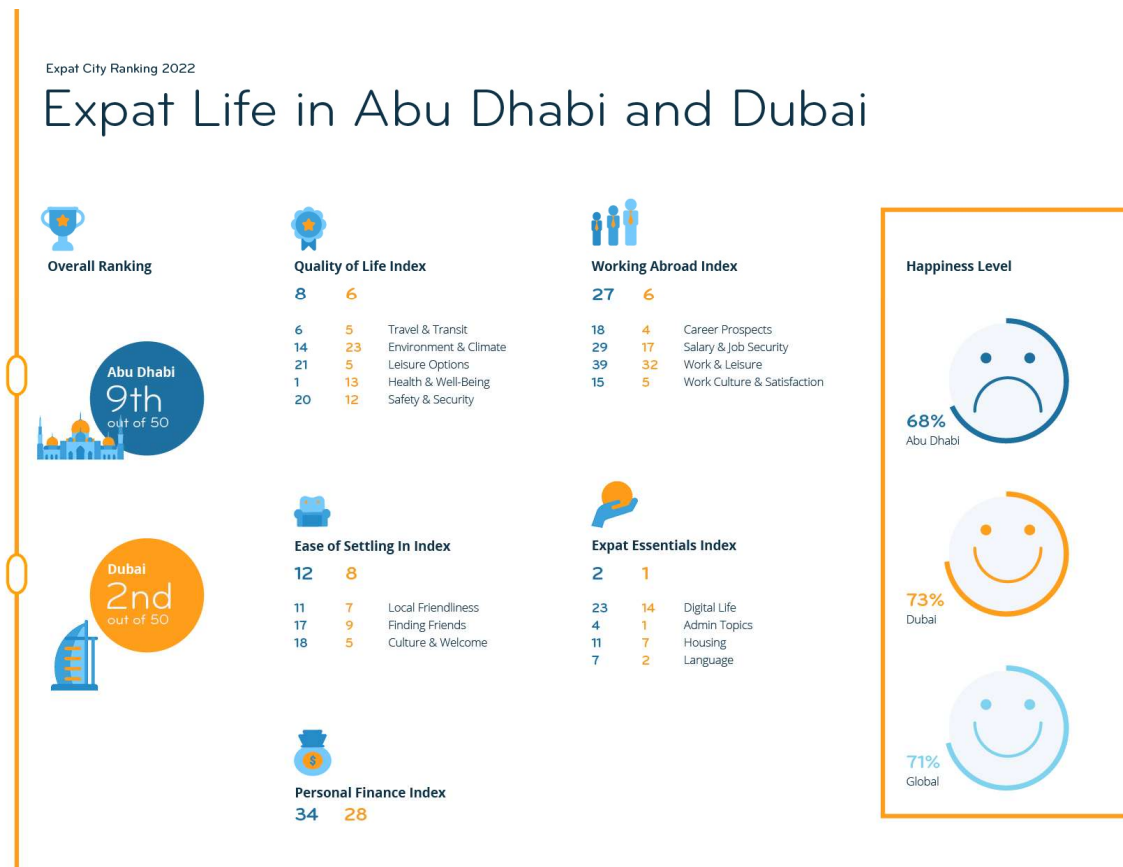 Expat City Ranking 2022
Expat Life in Abu Dhabi and Dubai
Overall Ranking
Abu Dhabi
9th
out of 50
Dubai
2nd
out of 50
Quality of Life Index
8 6
6 5 Travel & Transit
14 23 Environment & Climate
21 5 Leisure Options
1 13 Health & Well-Being
20 12 Safety & Security
Working Abroad Index
27 6
18 4 Career Prospects
29 17 Salary & Job Security
39 32 Work & Leisure
15 5 Work Culture & Satisfaction
Ease of Settling In Index
12 8
11 7 Local Friendliness
17 9 Finding Friends
18 5 Culture & Welcome
Expat Essentials Index
2 1
23 14 Digital Life
4 1 Admin Topics
11 7 Housing
7 2 Language
$
Personal Finance Index
34 28
Happiness Level
68%
Abu Dhabi
73%
Dubai
71%
Global